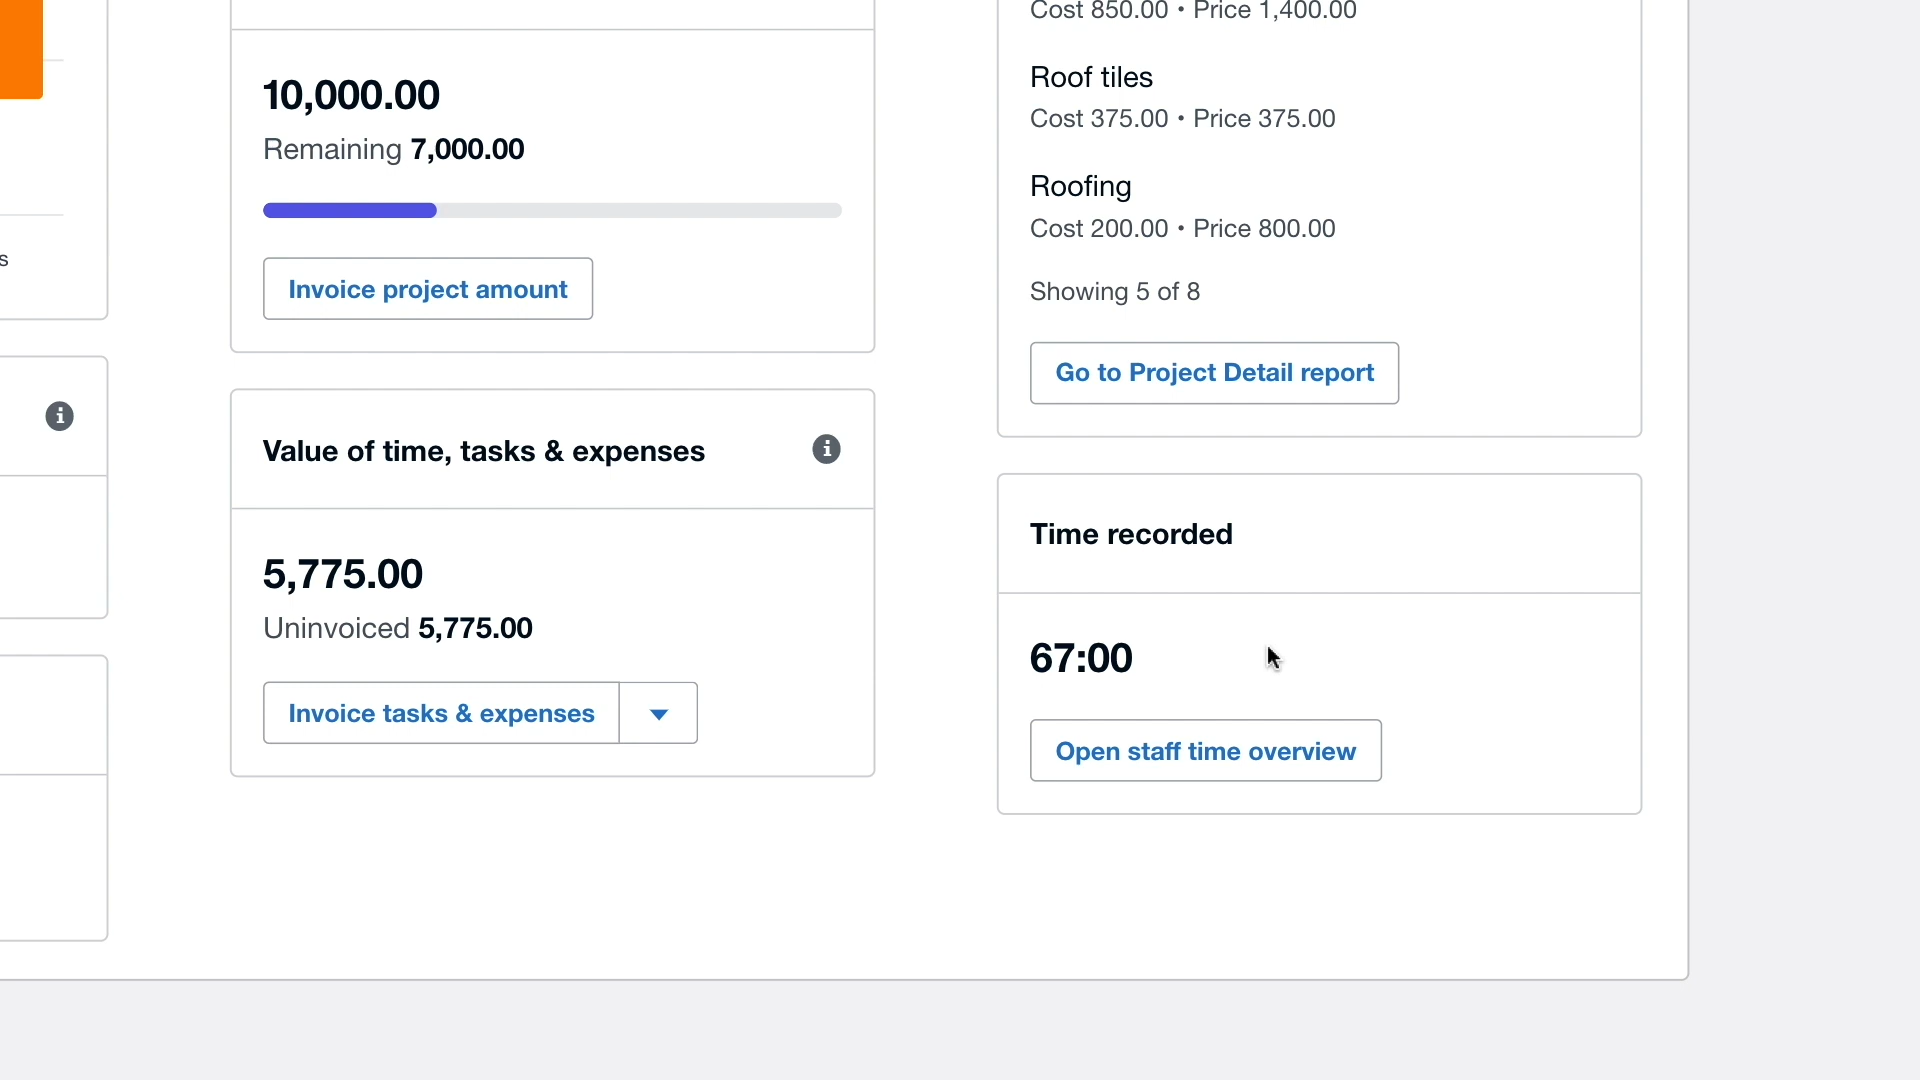 s
10,000.00
Remaining 7,000.00
Invoice project amount
Value of time, tasks & expenses
5,775.00
Uninvoiced 5,775.00
Invoice tasks & expenses
Cost 850.00 • Price 1,400.00
Roof tiles
Cost 375.00 • Price 375.00
Roofing
Cost 200.00 • Price 800.00
Showing 5 of 8
Go to Project Detail report
Time recorded
67:00
Open staff time overview